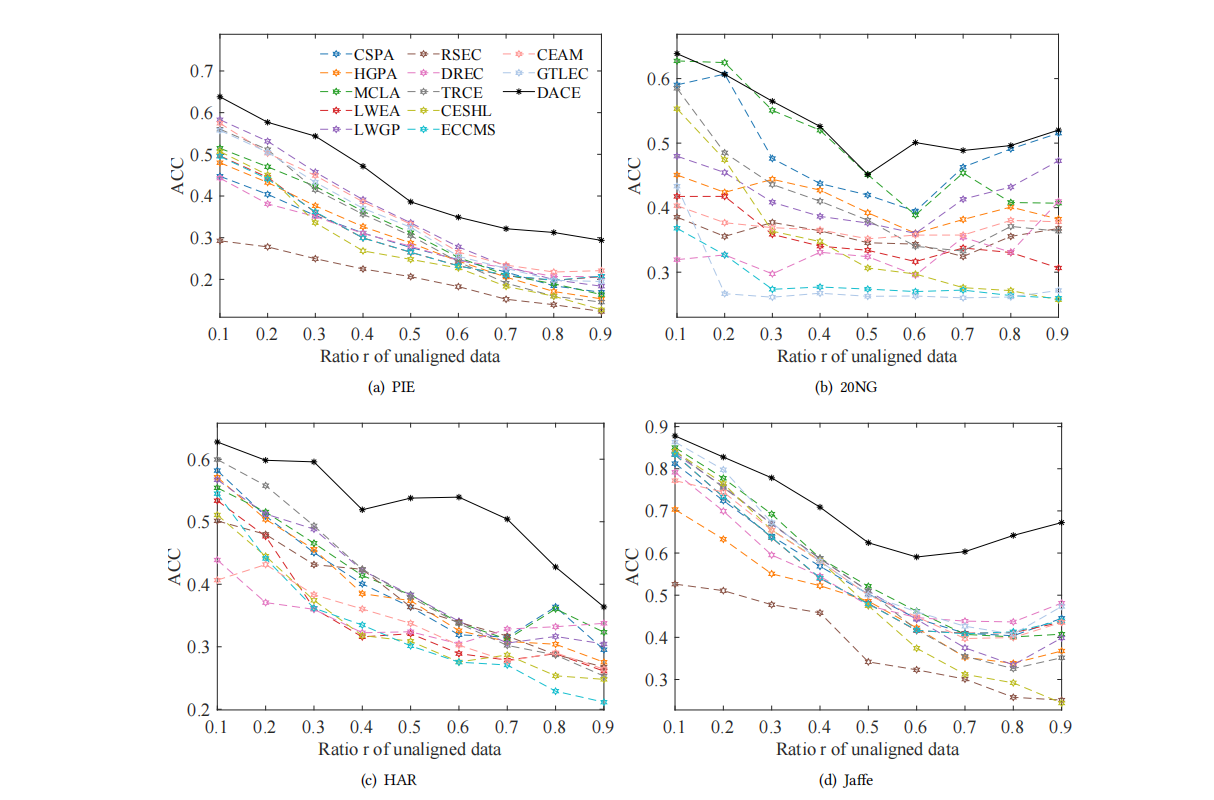 0.7
0.6
0.5
0.4
0.3
0.2
ACC
CSPA RSEC CEAM
HGPA DREC GTLEC
MCLA TRCE DACE
LWEA CESHL
LWGP ECCMS
0.1 0.2 0.3 0.4 0.5 0.6 0.7 0.8 0.9
Ratio r of unaligned data
(a) PIE
0.6
0.5
0.4
0.3
ACC
0.1 0.2 0.3 0.4 0.5 0.6 0.7 0.8 0.9
Ratio r of unaligned data
(b) 20NG
0.6
0.5
0.4
0.3
0.2
ACC
0.1 0.2 0.3 0.4 0.5 0.6 0.7 0.8 0.9
Ratio r of unaligned data
(c) HAR
0.9
0.8
0.7
0.6
0.5
0.4
0.3
ACC
0.1 0.2 0.3 0.4 0.5 0.6 0.7 0.8 0.9
Ratio r of unaligned data
(d) Jaffe